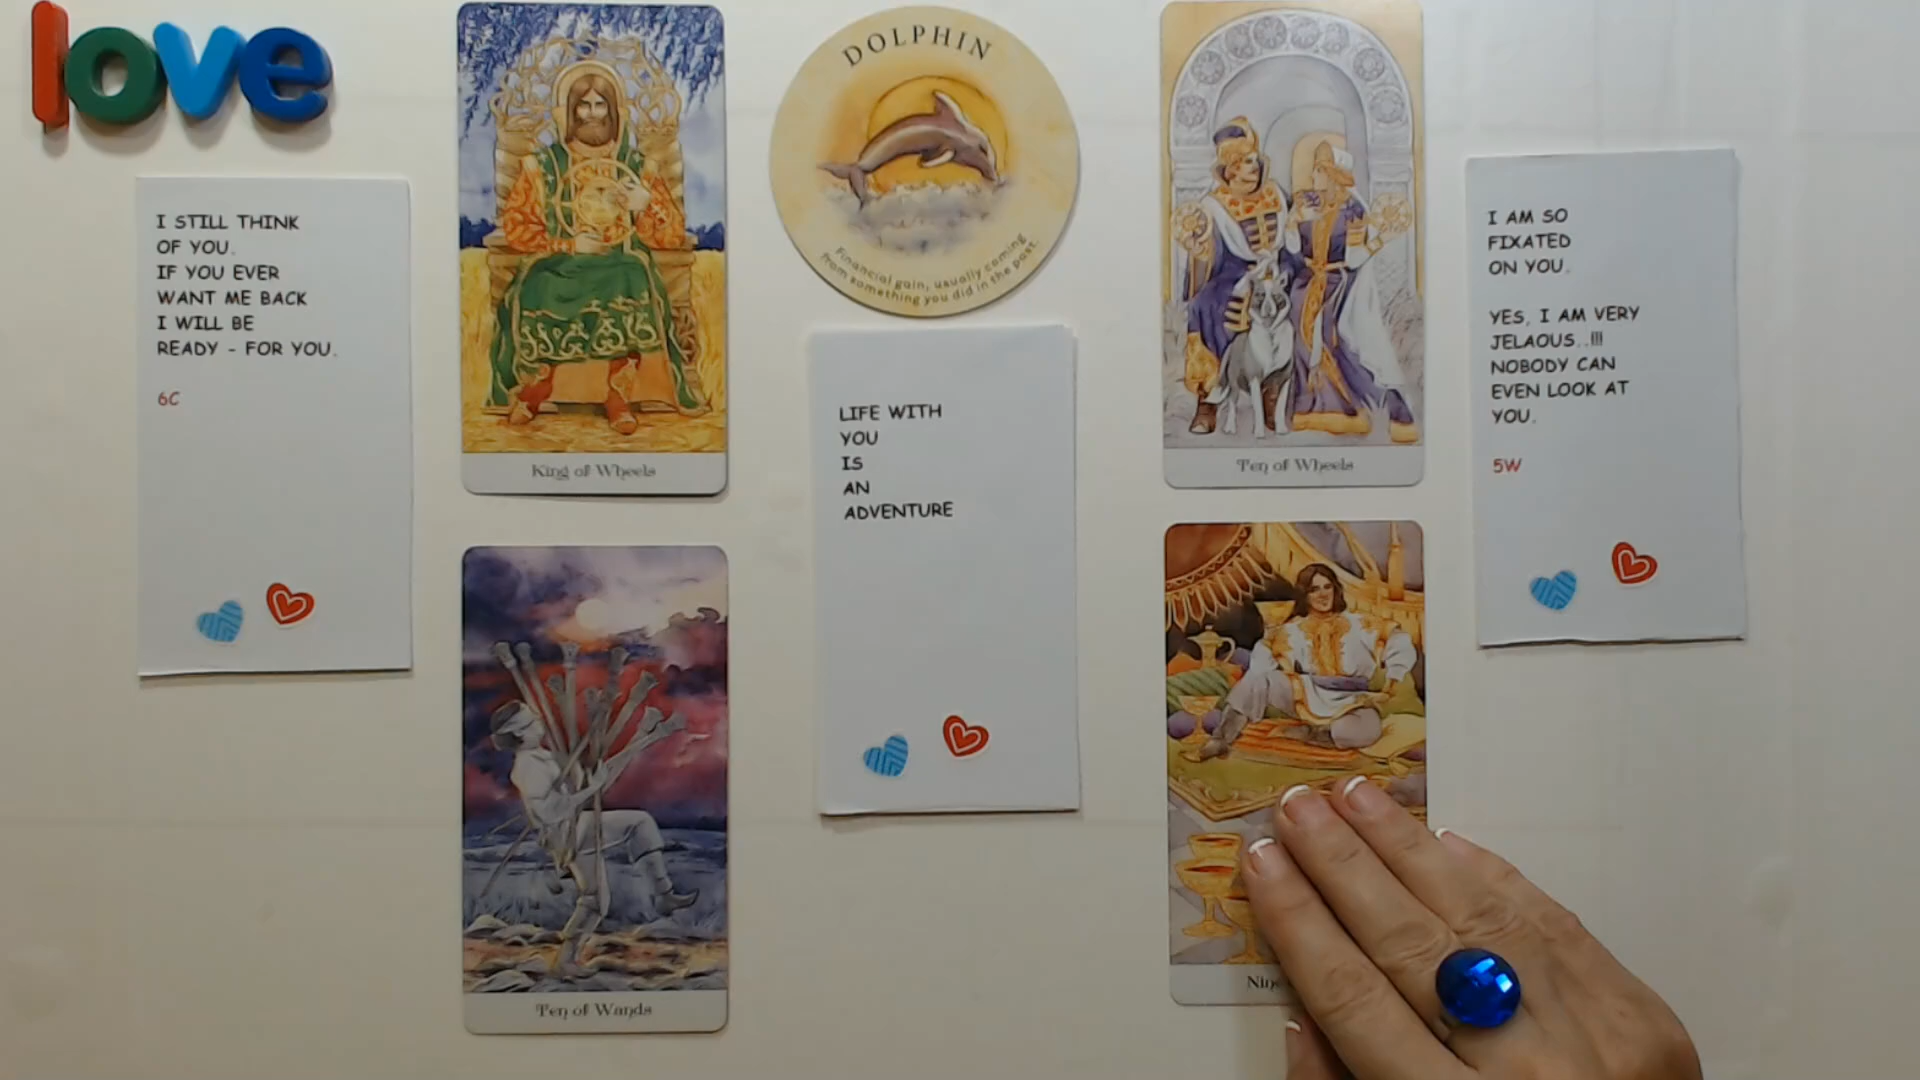 love
I STILL THINK
OF YOU.
IF YOU EVER
WANT ME BACK
I WILL BE
READY - FOR YOU.
6C
King of Wheels
Ten of Wands
DOLPHIN
Financial gain, usually coming
from something you did in the past.
LIFE WITH
YOU
IS
AN
ADVENTURE
Ten of Wheels
Nine
I AM SO
FIXATED
ON YOU.
YES, I AM VERY
JELAOUS..!!!
NOBODY CAN
EVEN LOOK AT
YOU.
5W